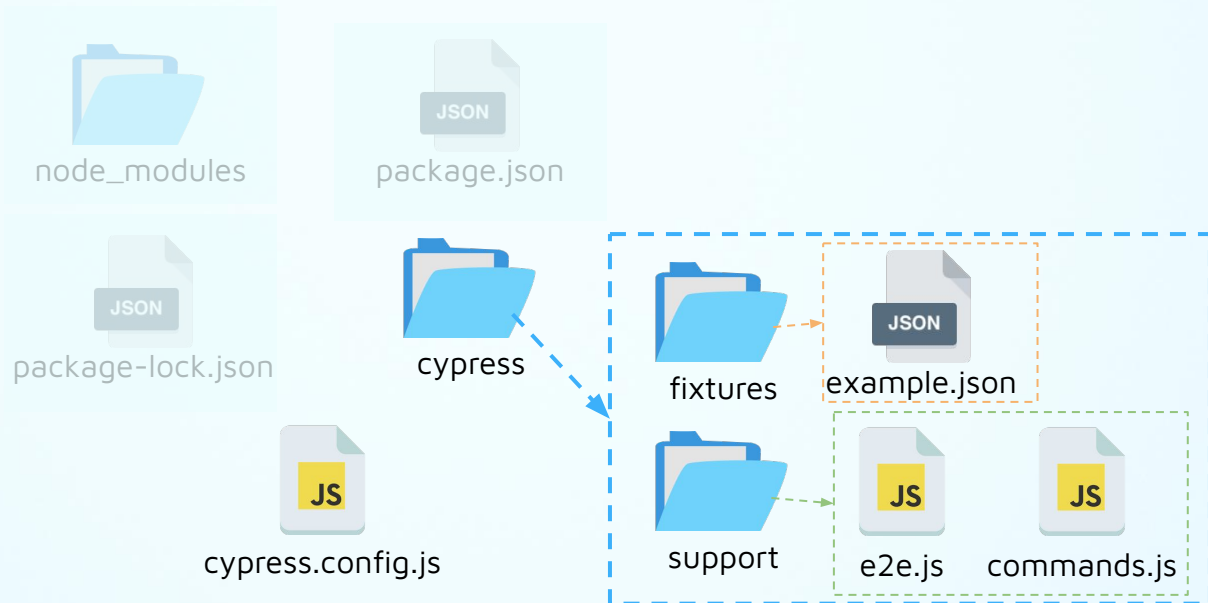 JSON
node_modules
package.json
JSON
package-lock.json
cypress
JSON
fixtures
example.json
JS
cypress.config.js
support
JS
e2e.js
JS
commands.js